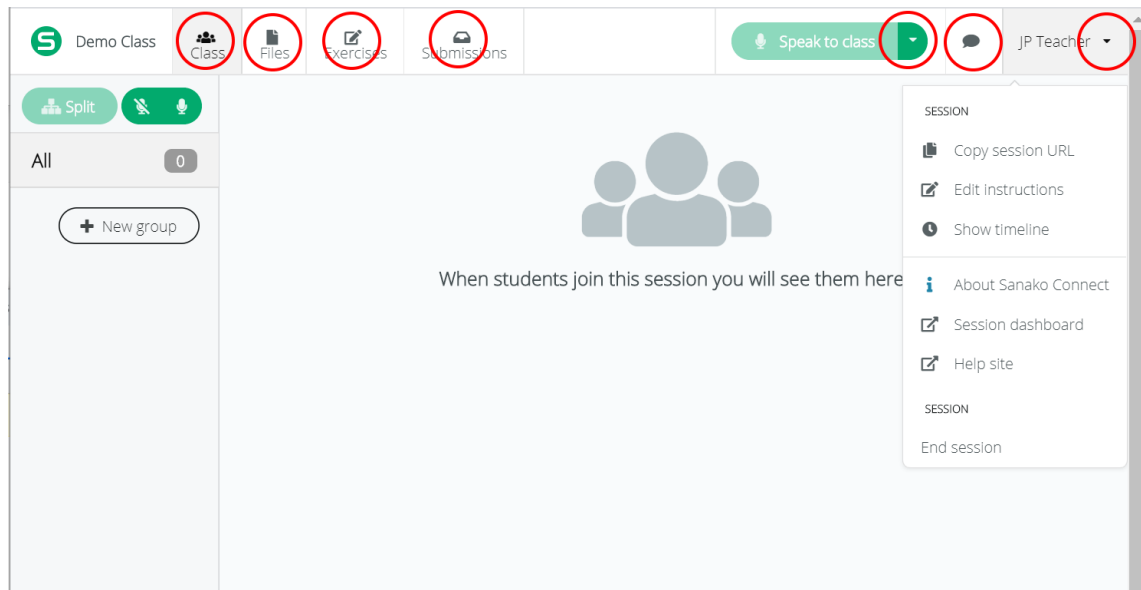 S Demo Class Class Files Exercises Submissions Speak to class JP Teacher
Split
All 0
+ New group
When students join this session you will see them here
SESSION
Copy session URL
Edit instructions
Show timeline
i About Sanako Connect
Session dashboard
Help site
SESSION
End session